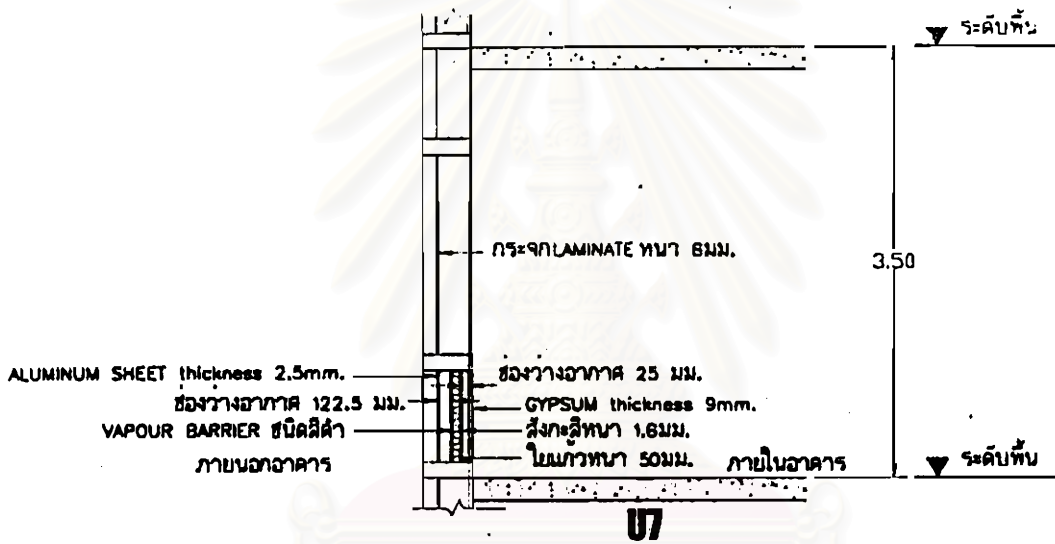 ระดับพื้น
กระจกLAMINATE หนา 6มม.
3.50
ALUMINUM SHEET thickness 2.5mm.
ช่องว่างอากาศ 25 มม.
ช่องว่างอากาศ 122.5 มม.
GYPSUM thickness 9mm.
VAPOUR BARRIER ชนิดสีดำ
สังกะสีหนา 1.6มม.
ภายนอกอาคาร
ใยแก้วหนา 50มม.
ภายในอาคาร
ระดับพื้น
U7